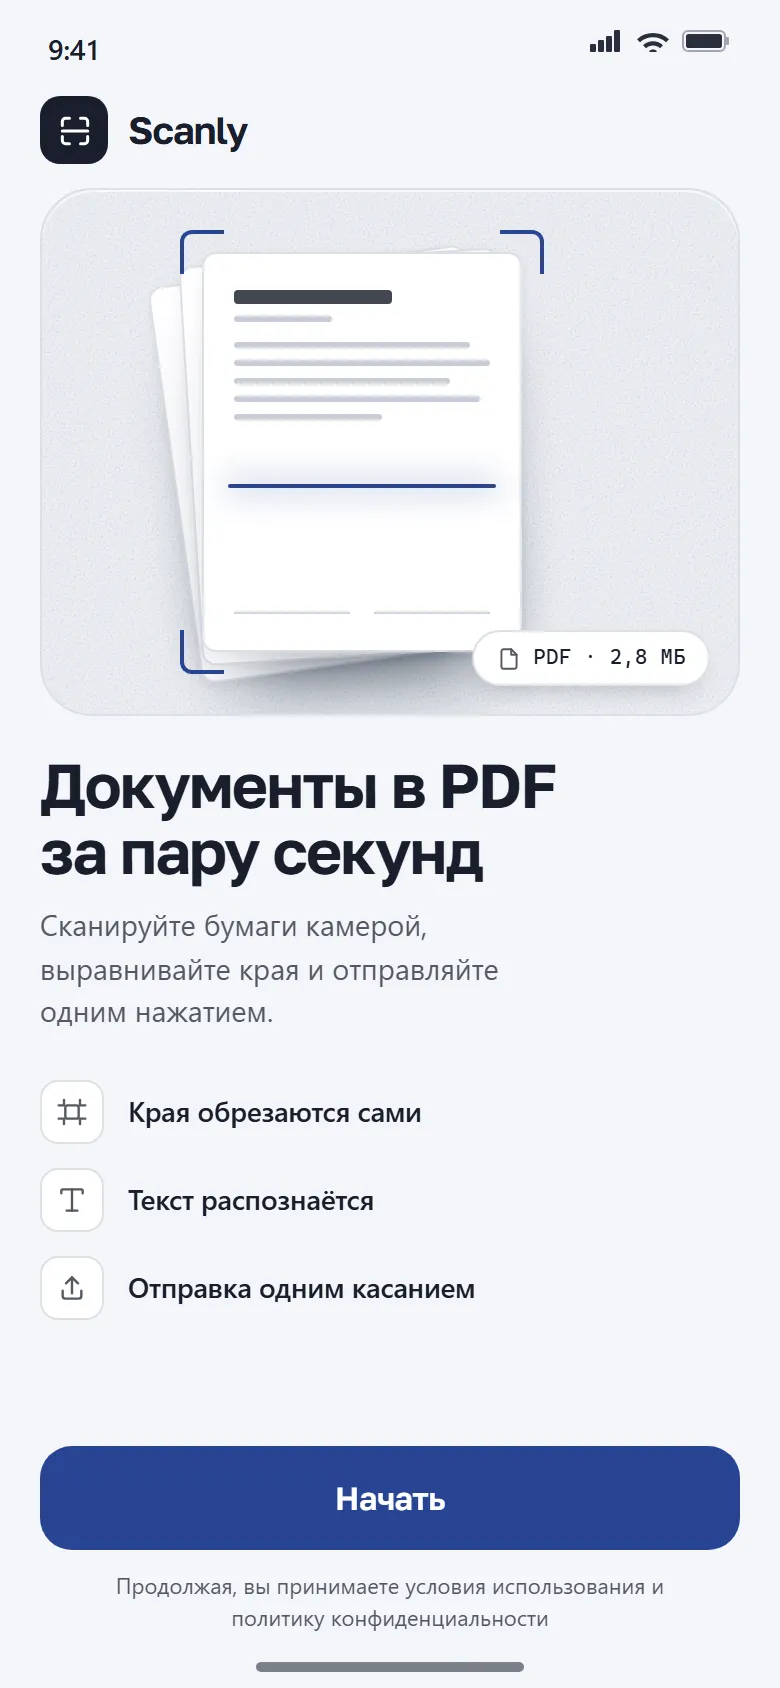 9:41
Scanly
PDF · 2,8 МБ
Документы в PDF
за пару секунд
Сканируйте бумаги камерой,
выравнивайте края и отправляйте
одним нажатием.
Края обрезаются сами
Текст распознаётся
Отправка одним касанием
Начать
Продолжая, вы принимаете условия использования и
политику конфиденциальности